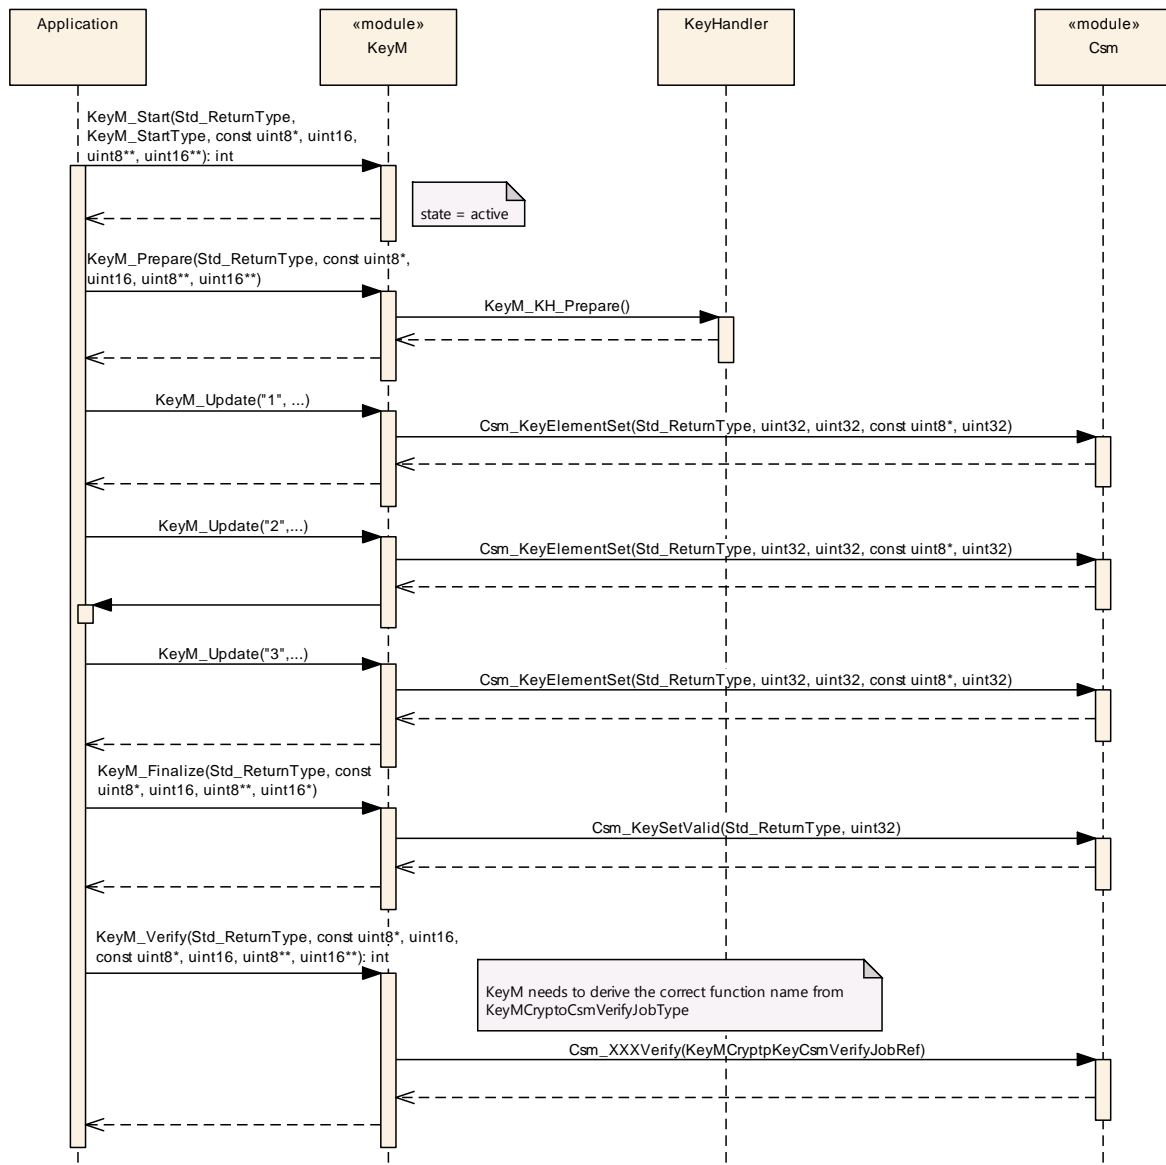 Application
«module»
KeyM
KeyHandler
«module»
Csm
KeyM_Start(Std_ReturnType,
KeyM_StartType, const uint8*, uint16,
uint8**, uint16**): int
state = active
KeyM_Prepare(Std_ReturnType, const uint8*,
uint16, uint8**, uint16**)
KeyM_KH_Prepare()
KeyM_Update("1", ...)
Csm_KeyElementSet(Std_ReturnType, uint32, uint32, const uint8*, uint32)
KeyM_Update("2",...)
Csm_KeyElementSet(Std_ReturnType, uint32, uint32, const uint8*, uint32)
KeyM_Update("3",...)
Csm_KeyElementSet(Std_ReturnType, uint32, uint32, const uint8*, uint32)
KeyM_Finalize(Std_ReturnType, const
uint8*, uint16, uint8**, uint16*)
Csm_KeySetValid(Std_ReturnType, uint32)
KeyM_Verify(Std_ReturnType, const uint8*, uint16,
const uint8*, uint16, uint8**, uint16**): int
KeyM needs to derive the correct function name from
KeyMCryptoCsmVerifyJobType
Csm_XXXVerify(KeyMCryptpKeyCsmVerifyJobRef)